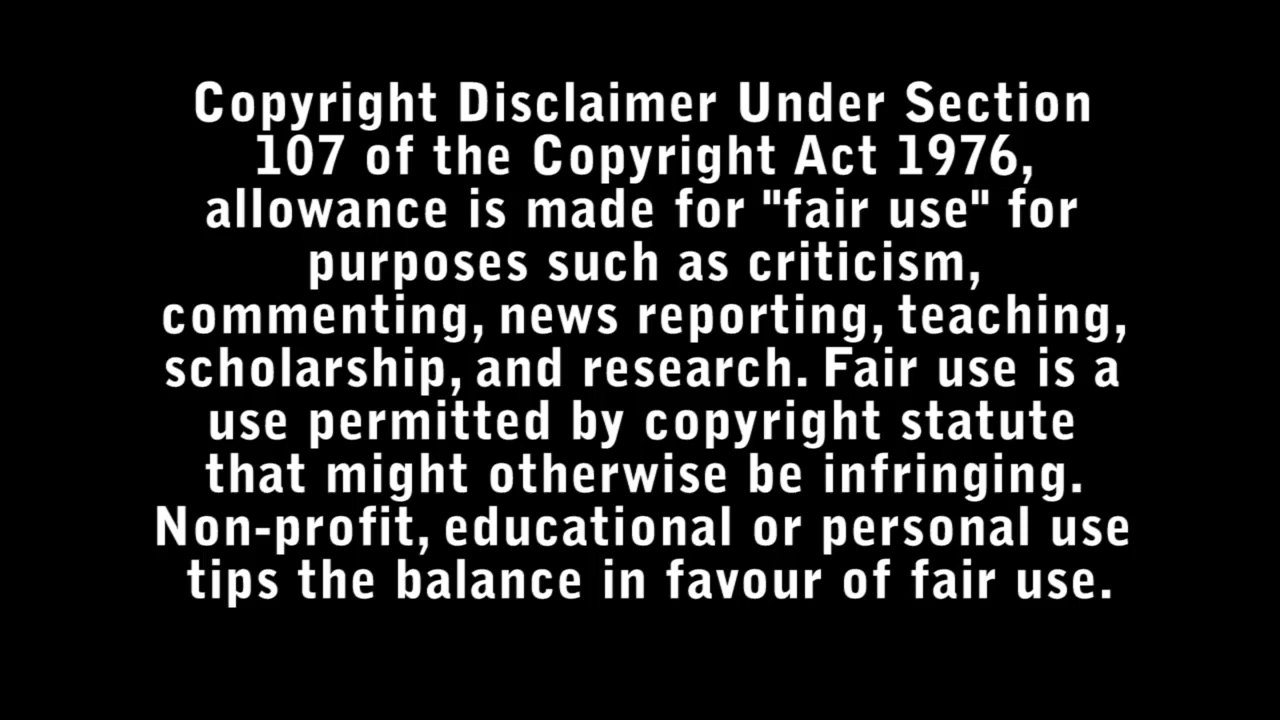 Copyright Disclaimer Under Section
107 of the Copyright Act 1976,
allowance is made for "fair use" for
purposes such as criticism,
commenting, news reporting, teaching,
scholarship, and research. Fair use is a
use permitted by copyright statute
that might otherwise be infringing.
Non-profit, educational or personal use
tips the balance in favour of fair use.